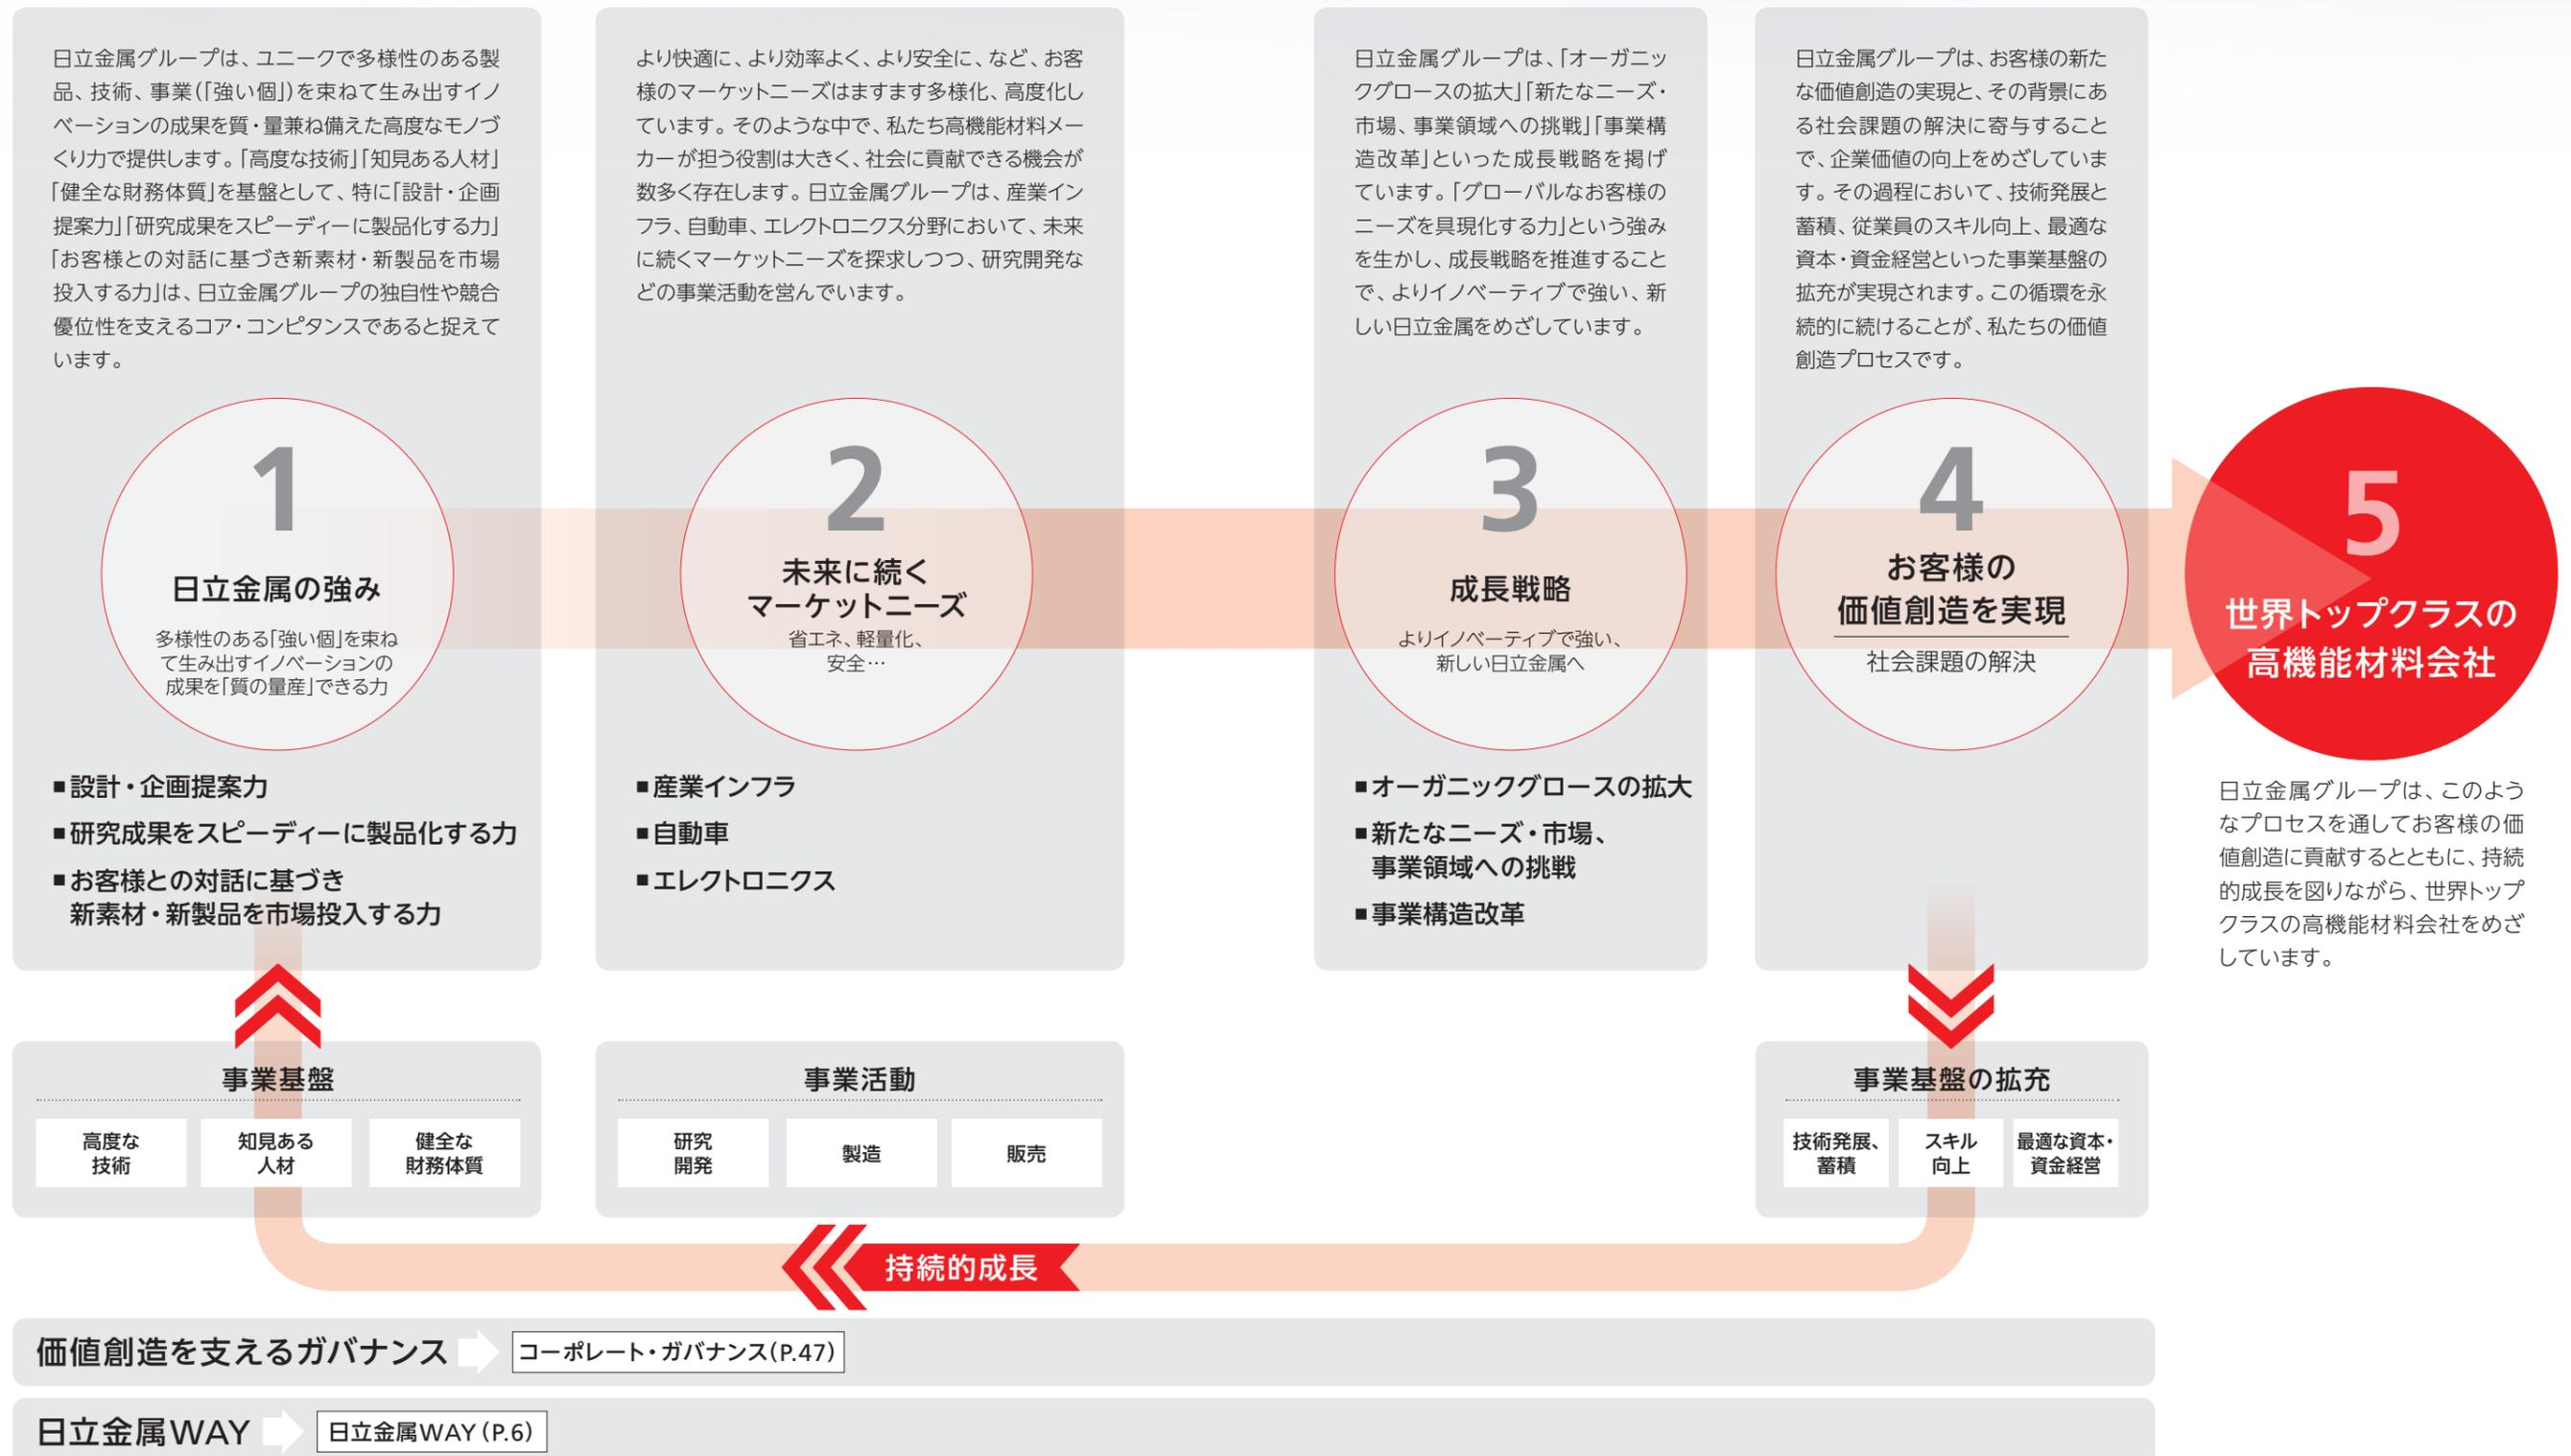 日立金属グループは、ユニークで多様性のある製
品、技術、事業(「強い個」)を束ねて生み出すイノ
ベーションの成果を質・量兼ね備えた高度なモノづ
くり力で提供します。「高度な技術」「知見ある人材」
「健全な財務体質」を基盤として、特に「設計・企画
提案力」「研究成果をスピーディーに製品化する力」
「お客様との対話に基づき新素材・新製品を市場
投入する力」は、日立金属グループの独自性や競合
優位性を支えるコア・コンピタンスであると捉えて
います。
1
日立金属の強み
多様性のある「強い個」を束ね
て生み出すイノベーションの
成果を「質の量産」できる力
■設計・企画提案力
■研究成果をスピーディーに製品化する力
■お客様との対話に基づき
新素材・新製品を市場投入する力
より快適に、より効率よく、より安全に、など、お客
様のマーケットニーズはますます多様化、高度化し
ています。そのような中で、私たち高機能材料メー
カーが担う役割は大きく、社会に貢献できる機会が
数多く存在します。日立金属グループは、産業イン
フラ、自動車、エレクトロニクス分野において、未来
に続くマーケットニーズを探求しつつ、研究開発な
どの事業活動を営んでいます。
2
未来に続く
マーケットニーズ
省エネ、軽量化、
安全…
■産業インフラ
■自動車
■エレクトロニクス
日立金属グループは、「オーガニッ
クグロースの拡大」「新たなニーズ・
市場、事業領域への挑戦」「事業構
造改革」といった成長戦略を掲げ
ています。「グローバルなお客様の
ニーズを具現化する力」という強み
を生かし、成長戦略を推進すること
で、よりイノベーティブで強い、新
しい日立金属をめざしています。
3
成長戦略
よりイノベーティブで強い、
新しい日立金属へ
■オーガニックグロースの拡大
■新たなニーズ・市場、
事業領域への挑戦
■事業構造改革
日立金属グループは、お客様の新た
な価値創造の実現と、その背景にあ
る社会課題の解決に寄与すること
で、企業価値の向上をめざしていま
す。その過程において、技術発展と
蓄積、従業員のスキル向上、最適な
資本・資金経営といった事業基盤の
拡充が実現されます。この循環を永
続的に続けることが、私たちの価値
創造プロセスです。
4
お客様の
価値創造を実現
社会課題の解決
5
世界トップクラスの
高機能材料会社
日立金属グループは、このよう
なプロセスを通してお客様の価
値創造に貢献するとともに、持続
的成長を図りながら、世界トップ
クラスの高機能材料会社をめざ
しています。
事業基盤
高度な
技術
知見ある
人材
健全な
財務体質
事業活動
研究
開発
製造
販売
事業基盤の拡充
技術発展、
蓄積
スキル
向上
最適な資本・
資金経営
持続的成長
価値創造を支えるガバナンス
コーポレート・ガバナンス(P.47)
日立金属WAY
日立金属WAY(P.6)